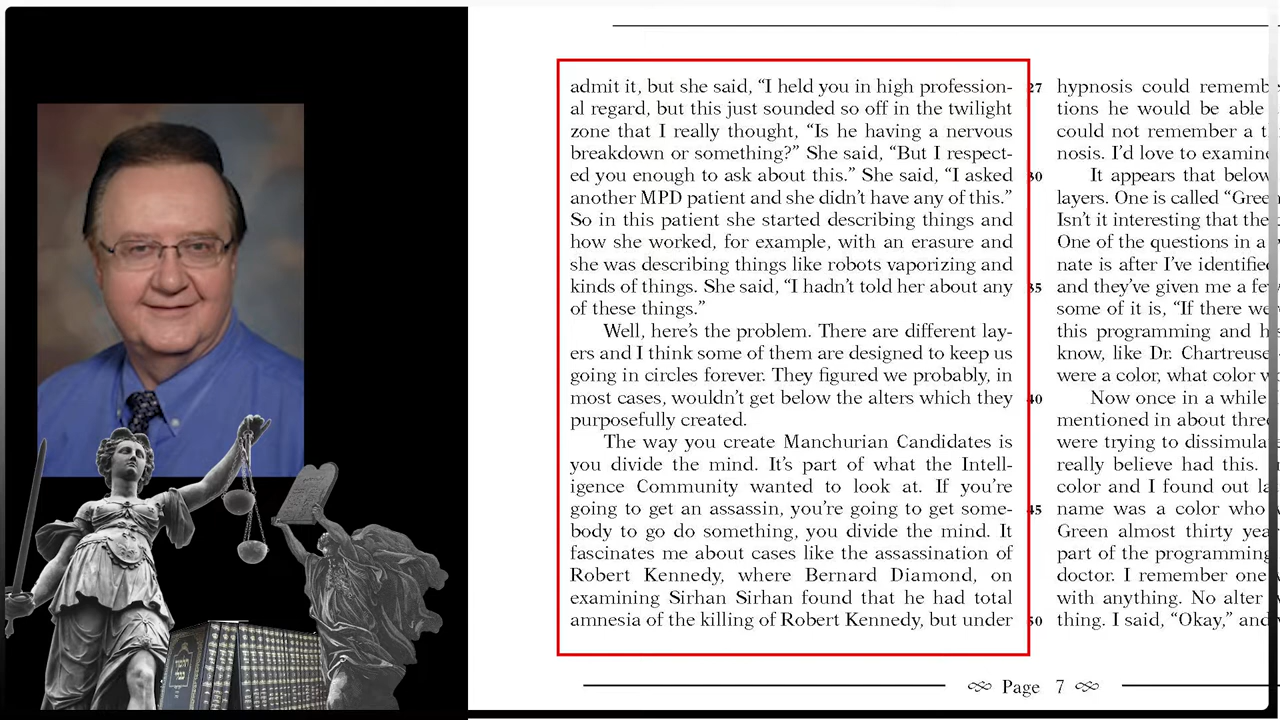 admit it, but she said, “I held you in high profession-
al regard, but this just sounded so off in the twilight
zone that I really thought, “Is he having a nervous
breakdown or something?” She said, “But I respect-
ed you enough to ask about this.” She said, “I asked
another MPD patient and she didn’t have any of this.”
So in this patient she started describing things and
how she worked, for example, with an erasure and
she was describing things like robots vaporizing and
kinds of things. She said, “I hadn’t told her about any
of these things.”
Well, here’s the problem. There are different lay-
ers and I think some of them are designed to keep us
going in circles forever. They figured we probably, in
most cases, wouldn’t get below the alters which they
purposefully created.
The way you create Manchurian Candidates is
you divide the mind. It’s part of what the Intell-
igence Community wanted to look at. If you’re
going to get an assassin, you’re going to get some-
body to go do something, you divide the mind. It
fascinates me about cases like the assassination of
Robert Kennedy, where Bernard Diamond, on
examining Sirhan Sirhan found that he had total
amnesia of the killing of Robert Kennedy, but under
27 hypnosis could
tions he would be able
could not remember a
nosis. I’d love to
30 It appears that below
layers. One is called
Isn’t it interesting that
One of the questions in a
nate is after I’ve
35 and they’ve given me a
some of it is, “If there
this programming and
know, like Dr. Chartreuse
were a color, what color
40 Now once in a while
mentioned in about
were trying to
really believe had this.
color and I found out
45 name was a color who
Green almost thirty
part of the programming
doctor. I remember one
with anything. No alter
50 thing. I said, “Okay,” and
Page 7